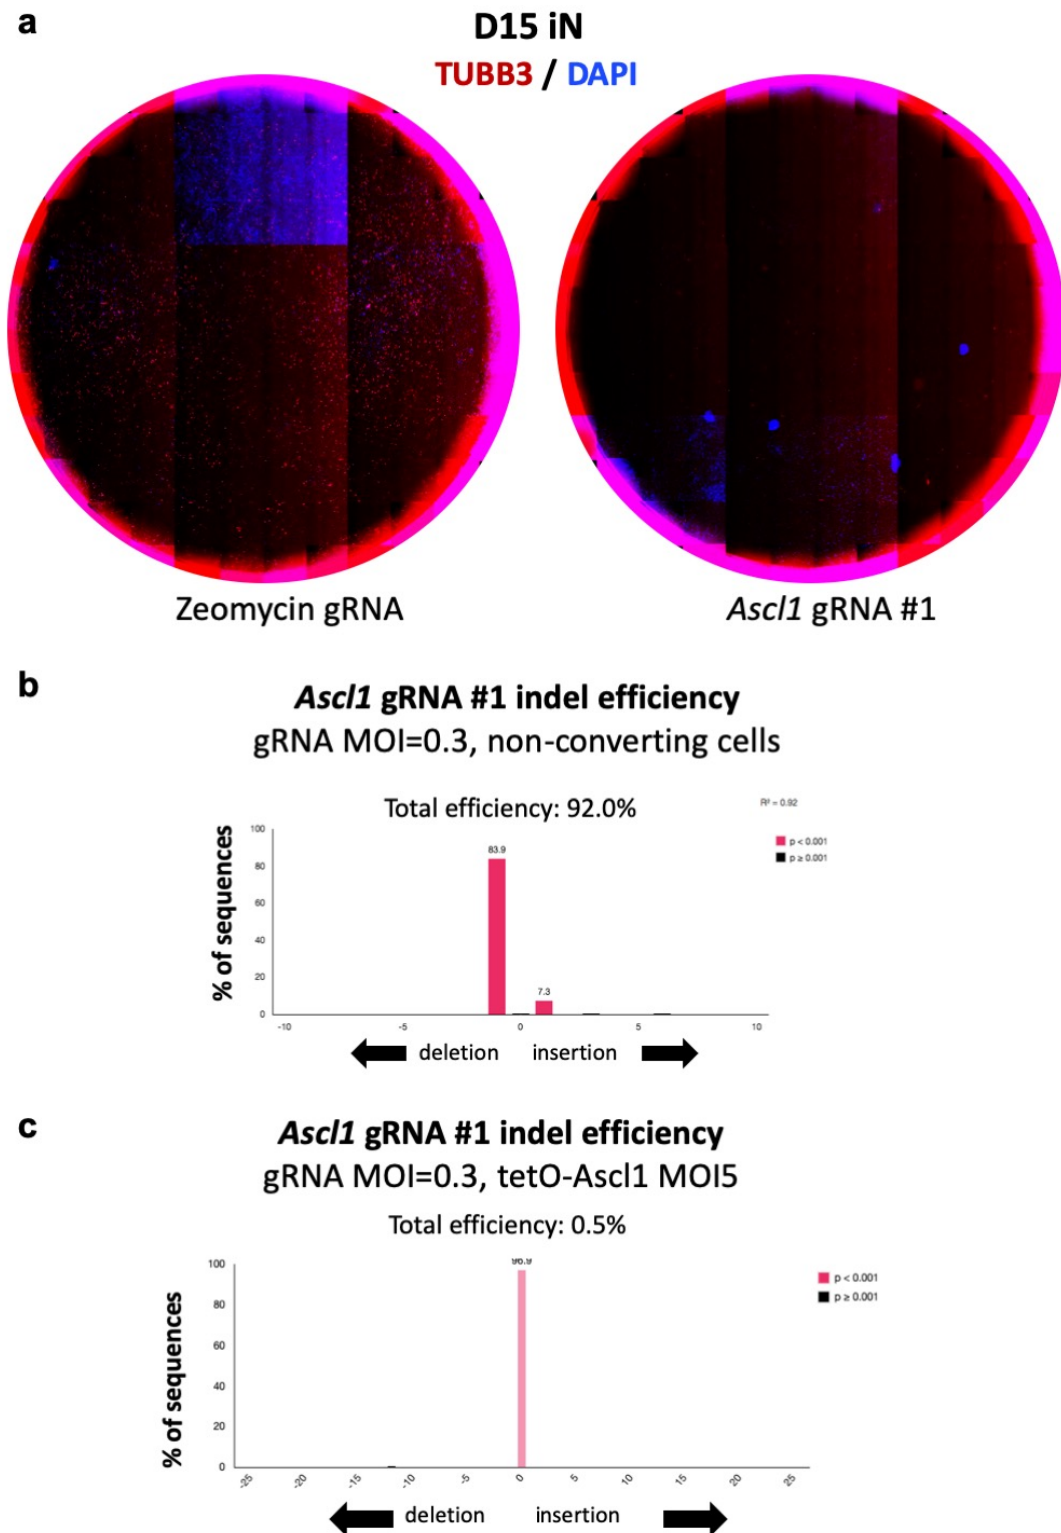 a
D15 iN
TUBB3 / DAPI
Zeomycin gRNA
Ascl1 gRNA #1
b
Ascl1 gRNA #1 indel efficiency
gRNA MOI=0.3, non-converting cells
Total efficiency: 92.0%
R² = 0.92
p < 0.001
p ≥ 0.001
% of sequences
100
80
60
40
20
0
83.9
7.3
-10
-5
0
5
10
deletion
insertion
c
Ascl1 gRNA #1 indel efficiency
gRNA MOI=0.3, tetO-Ascl1 MOI5
Total efficiency: 0.5%
p < 0.001
p ≥ 0.001
% of sequences
100
80
60
40
20
0
-25
-20
-15
-10
-5
0
5
10
15
20
25
deletion
insertion